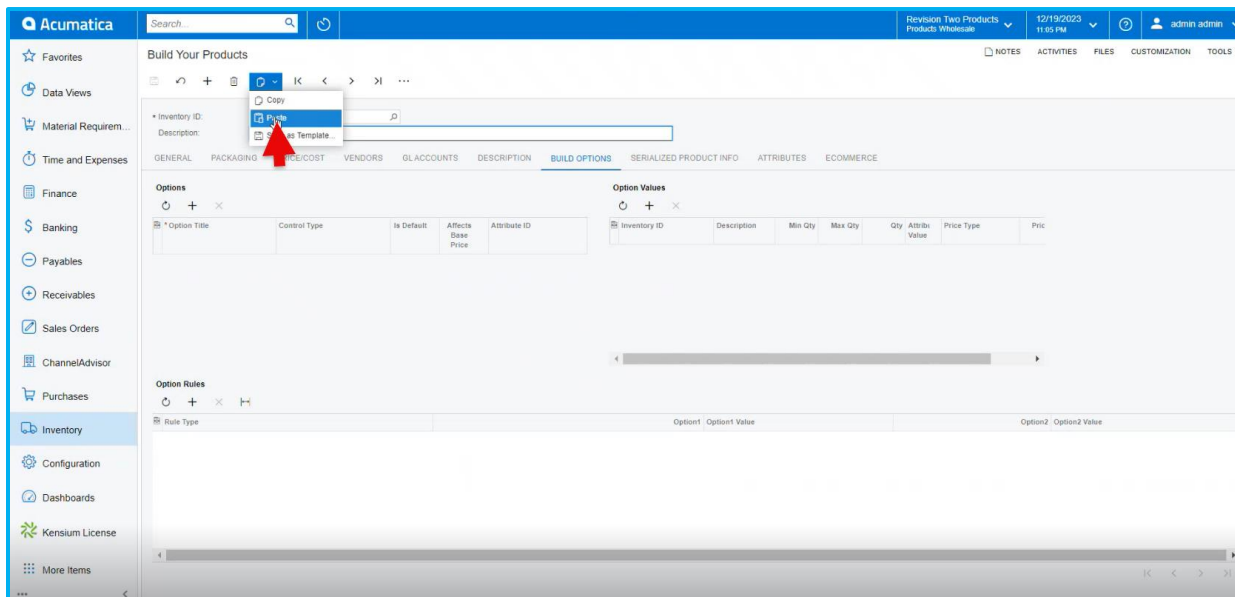 Acumatica
Search...
Revision Two Products
Products Wholesale
12/19/2023
11:05 PM
admin admin
Favorites
Data Views
Material Requirem...
Time and Expenses
Finance
Banking
Payables
Receivables
Sales Orders
ChannelAdvisor
Purchases
Inventory
Configuration
Dashboards
Kensium License
More Items
Build Your Products
NOTES ACTIVITIES FILES CUSTOMIZATION TOOLS
Copy
Paste
as Template...
* Inventory ID:
Description:
GENERAL PACKAGING VENDORS GL ACCOUNTS DESCRIPTION BUILD OPTIONS SERIALIZED PRODUCT INFO ATTRIBUTES ECOMMERCE
Options
* Option Title Control Type Is Default Affects Base Price Attribute ID
Option Values
Inventory ID Description Min Qty Max Qty Qty Attribu Value Price Type Pric
Option Rules
Rule Type Option1 Option1 Value Option2 Option2 Value